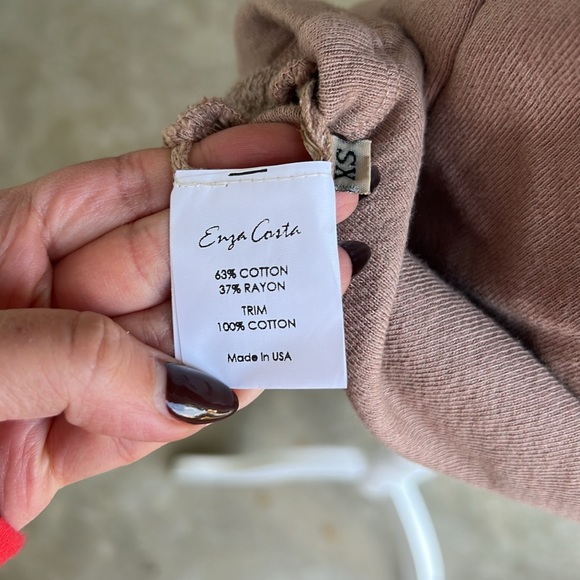 XS
Enza Costa
63% COTTON
37% RAYON
TRIM
100% COTTON
Made In USA